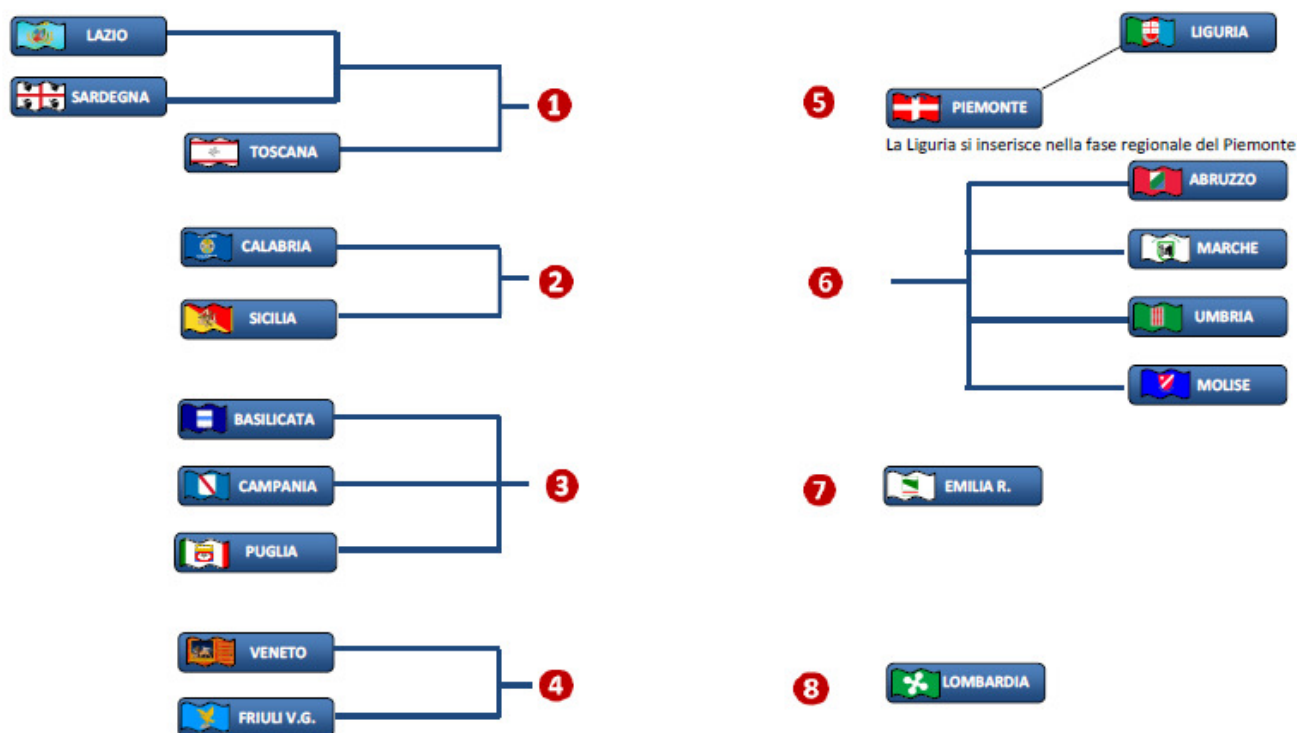 LAZIO
SARDEGNA
1
TOSCANA
CALABRIA
2
SICILIA
BASILICATA
CAMPANIA
3
PUGLIA
VENETO
4
FRIULI V.G.
LIGURIA
5
PIEMONTE
La Liguria si inserisce nella fase regionale del Piemonte
ABRUZZO
MARCHE
6
UMBRIA
MOLISE
7
EMILIA R.
8
LOMBARDIA